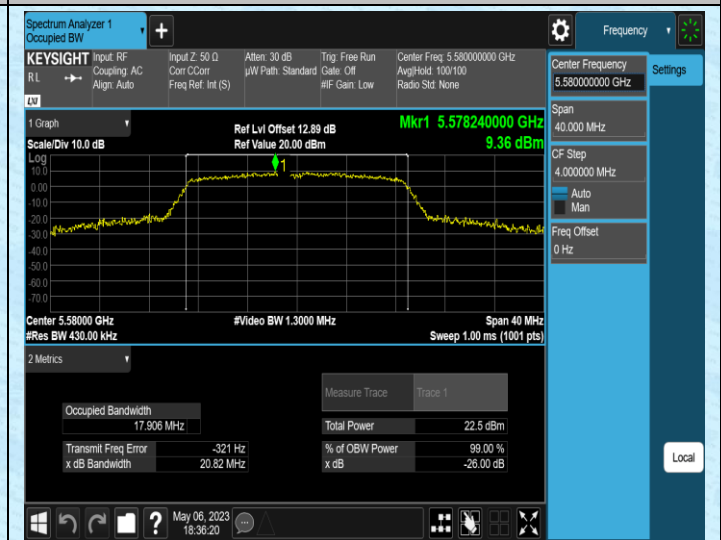 Spectrum Analyzer 1
Occupied BW
Frequency
KEYSIGHT
R L
LXI
Input: RF
Coupling: AC
Align: Auto
Input Z: 50 Ω
Corr CCorr
Freq Ref: Int (S)
Atten: 30 dB
µW Path: Standard
Trig: Free Run
Gate: Off
#IF Gain: Low
Center Freq: 5.580000000 GHz
Avg|Hold: 100/100
Radio Std: None
Center Frequency
5.580000000 GHz
Settings
Span
40.000 MHz
CF Step
4.000000 MHz
Auto
Man
Freq Offset
0 Hz
1 Graph
Scale/Div 10.0 dB
Ref Lvl Offset 12.89 dB
Ref Value 20.00 dBm
Mkr1 5.578240000 GHz
9.36 dBm
Log
10.0
0.00
-10.0
-20.0
-30.0
-40.0
-50.0
-60.0
-70.0
1
Center 5.58000 GHz
#Video BW 1.3000 MHz
Span 40 MHz
#Res BW 430.00 kHz
Sweep 1.00 ms (1001 pts)
2 Metrics
Measure Trace
Trace 1
Occupied Bandwidth
17.906 MHz
Total Power
22.5 dBm
Transmit Freq Error
-321 Hz
% of OBW Power
99.00 %
x dB Bandwidth
20.82 MHz
x dB
-26.00 dB
Local
?
May 06, 2023
18:36:20